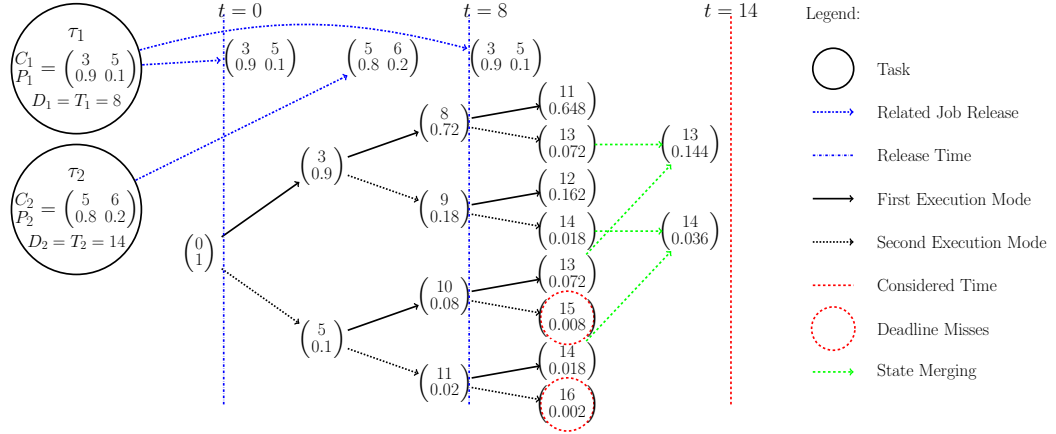 t = 0
t = 8
t = 14
Legend:
τ1
C1
P1 = (3 5
0.9 0.1)
D1 = T1 = 8
(3 5
0.9 0.1)
(5 6
0.8 0.2)
(3 5
0.9 0.1)
Task
τ2
C2
P2 = (5 6
0.8 0.2)
D2 = T2 = 14
(0
1)
(3
0.9)
(5
0.1)
(8
0.72)
(9
0.18)
(10
0.08)
(11
0.02)
(11
0.648)
(13
0.072)
(12
0.162)
(14
0.018)
(13
0.072)
(15
0.008)
(14
0.018)
(16
0.002)
(13
0.144)
(14
0.036)
Related Job Release
Release Time
First Execution Mode
Second Execution Mode
Considered Time
Deadline Misses
State Merging